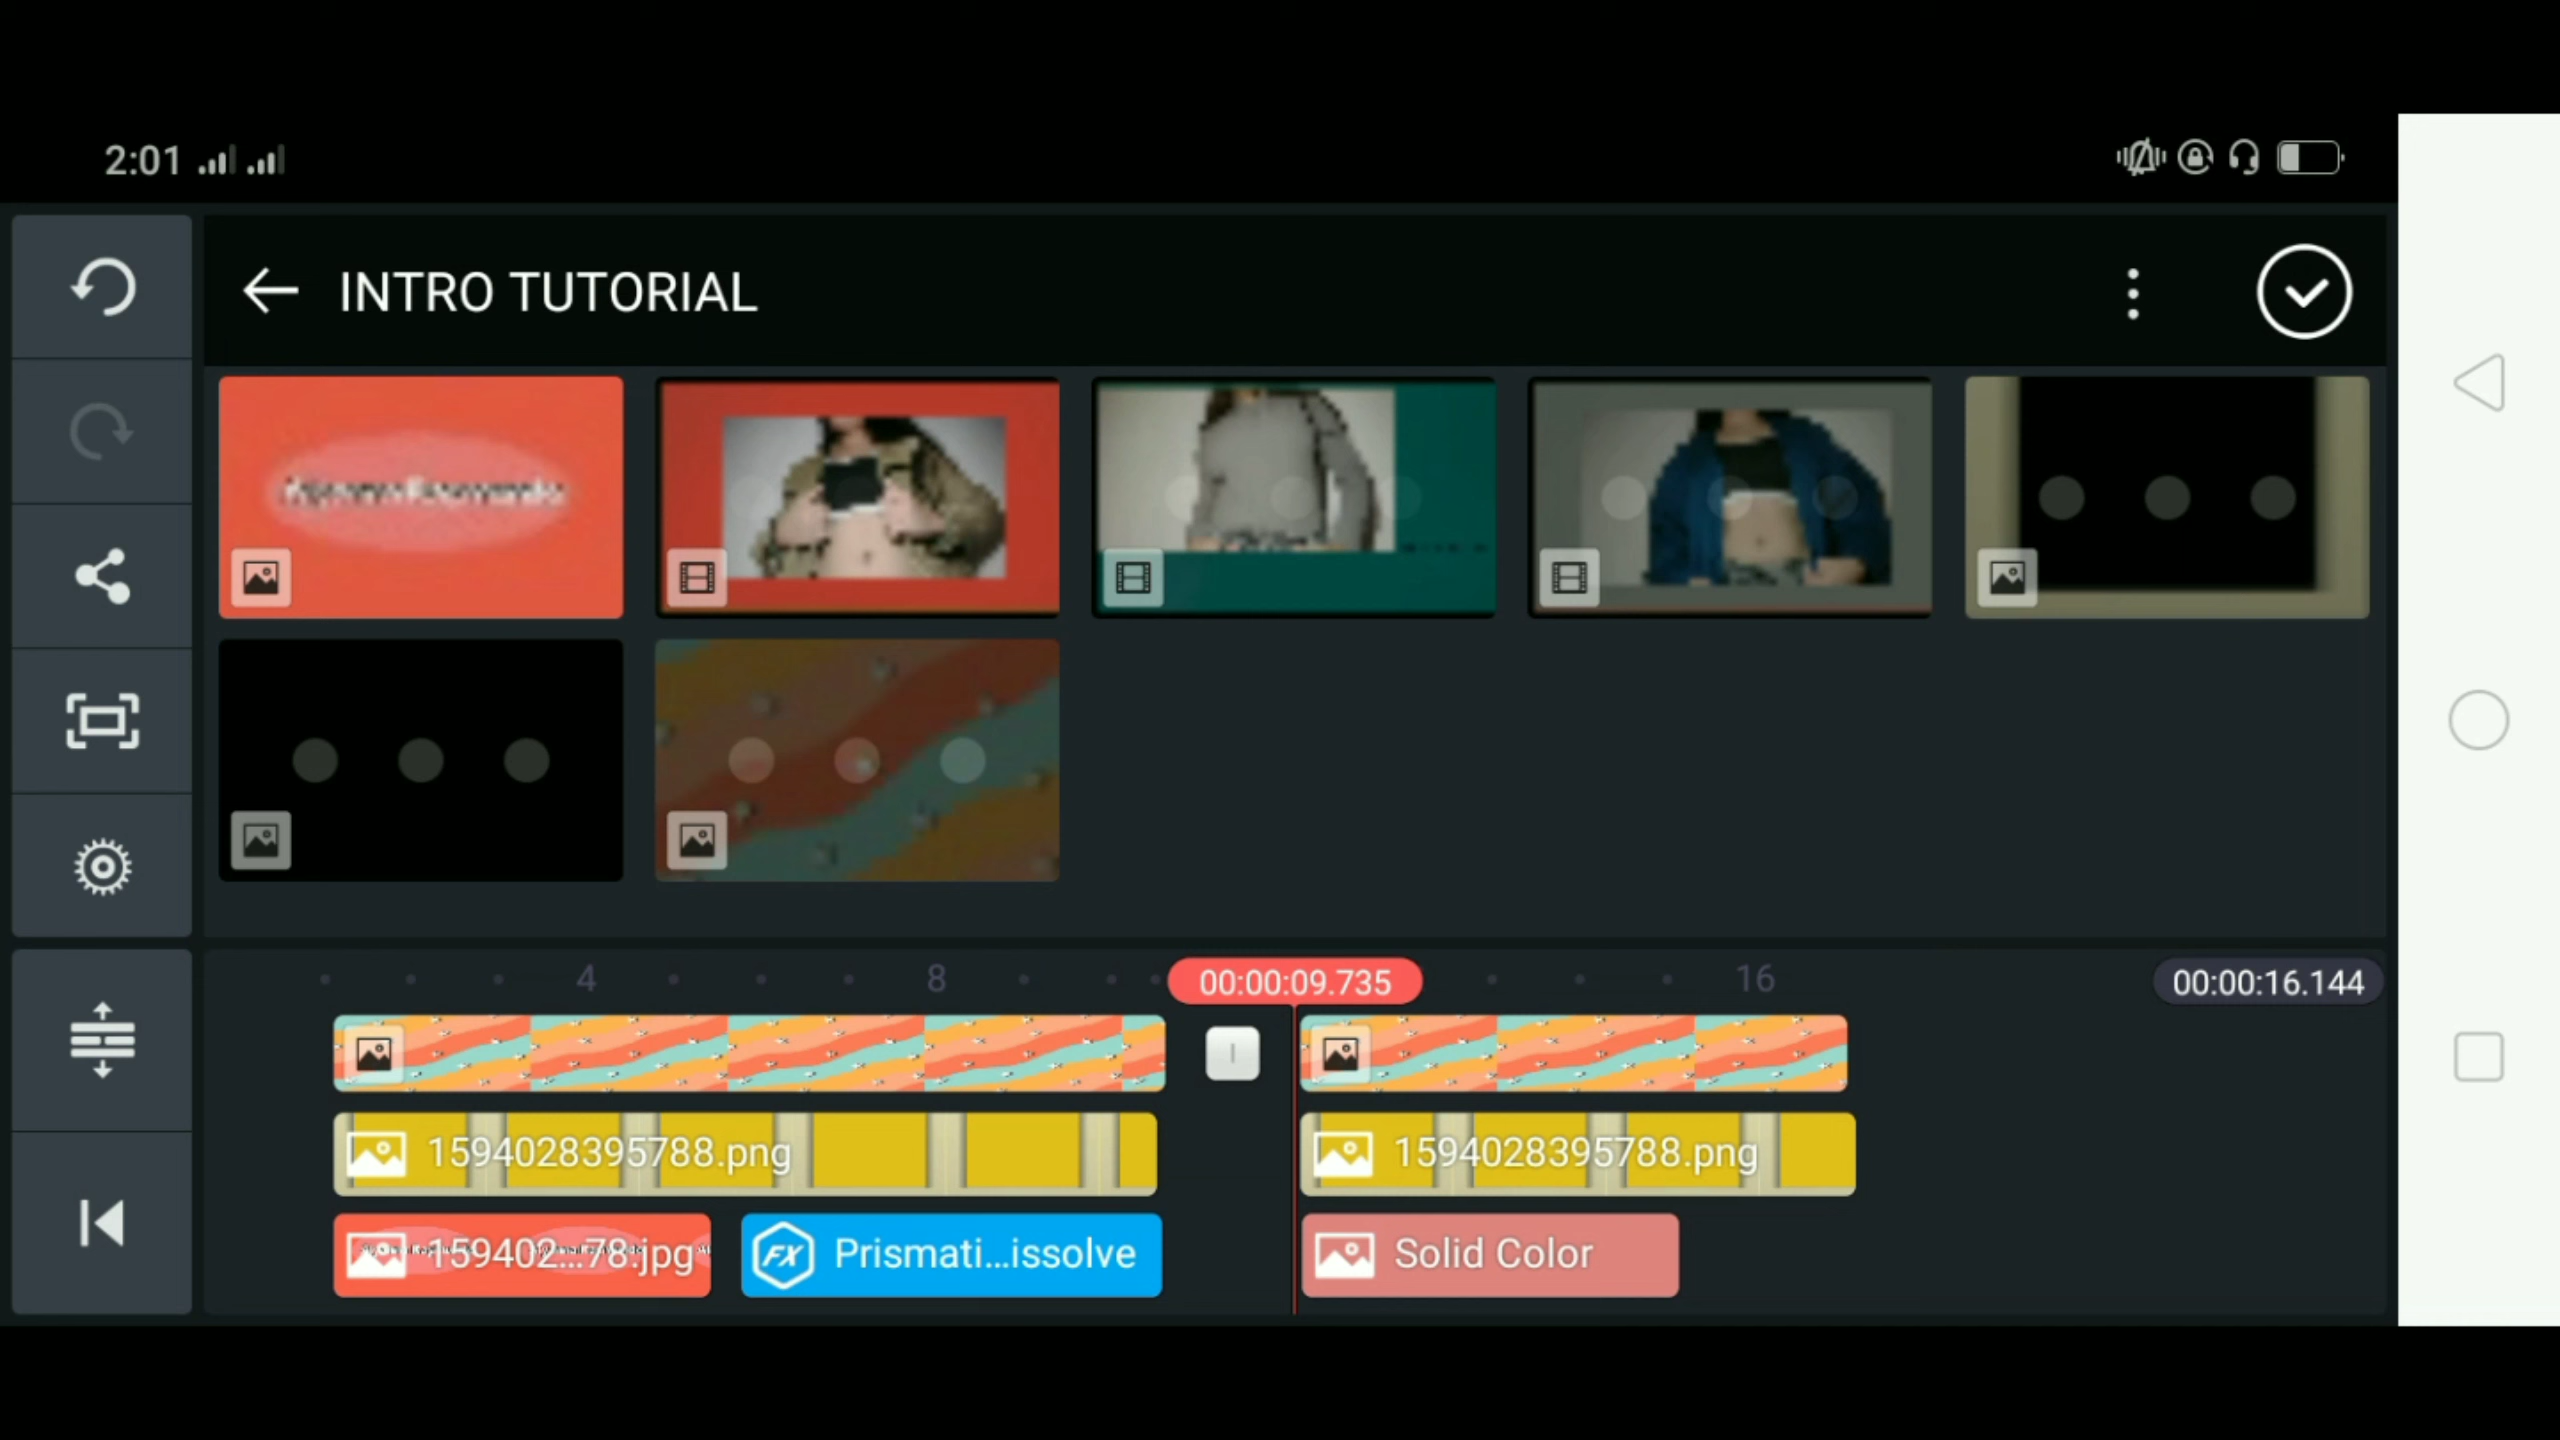 2:01
INTRO TUTORIAL
4
8
00:00:09.735
16
00:00:16.144
1594028395788.png
1594028395788.png
159402...78.jpg
FX
Prismati...issolve
Solid Color